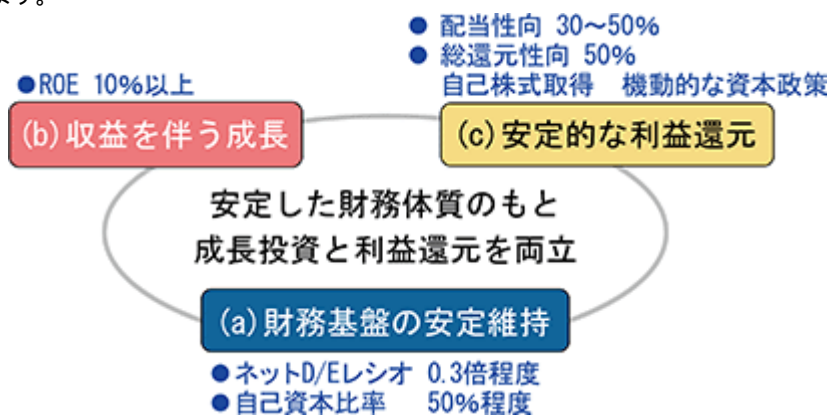 ます。
● 配当性向 30～50%
● 総還元性向 50%
自己株式取得 機動的な資本政策
●ROE 10%以上
(b)収益を伴う成長
(c)安定的な利益還元
安定した財務体質のもと
成長投資と利益還元を両立
(a)財務基盤の安定維持
●ネットD/Eレシオ 0.3倍程度
●自己資本比率 50%程度